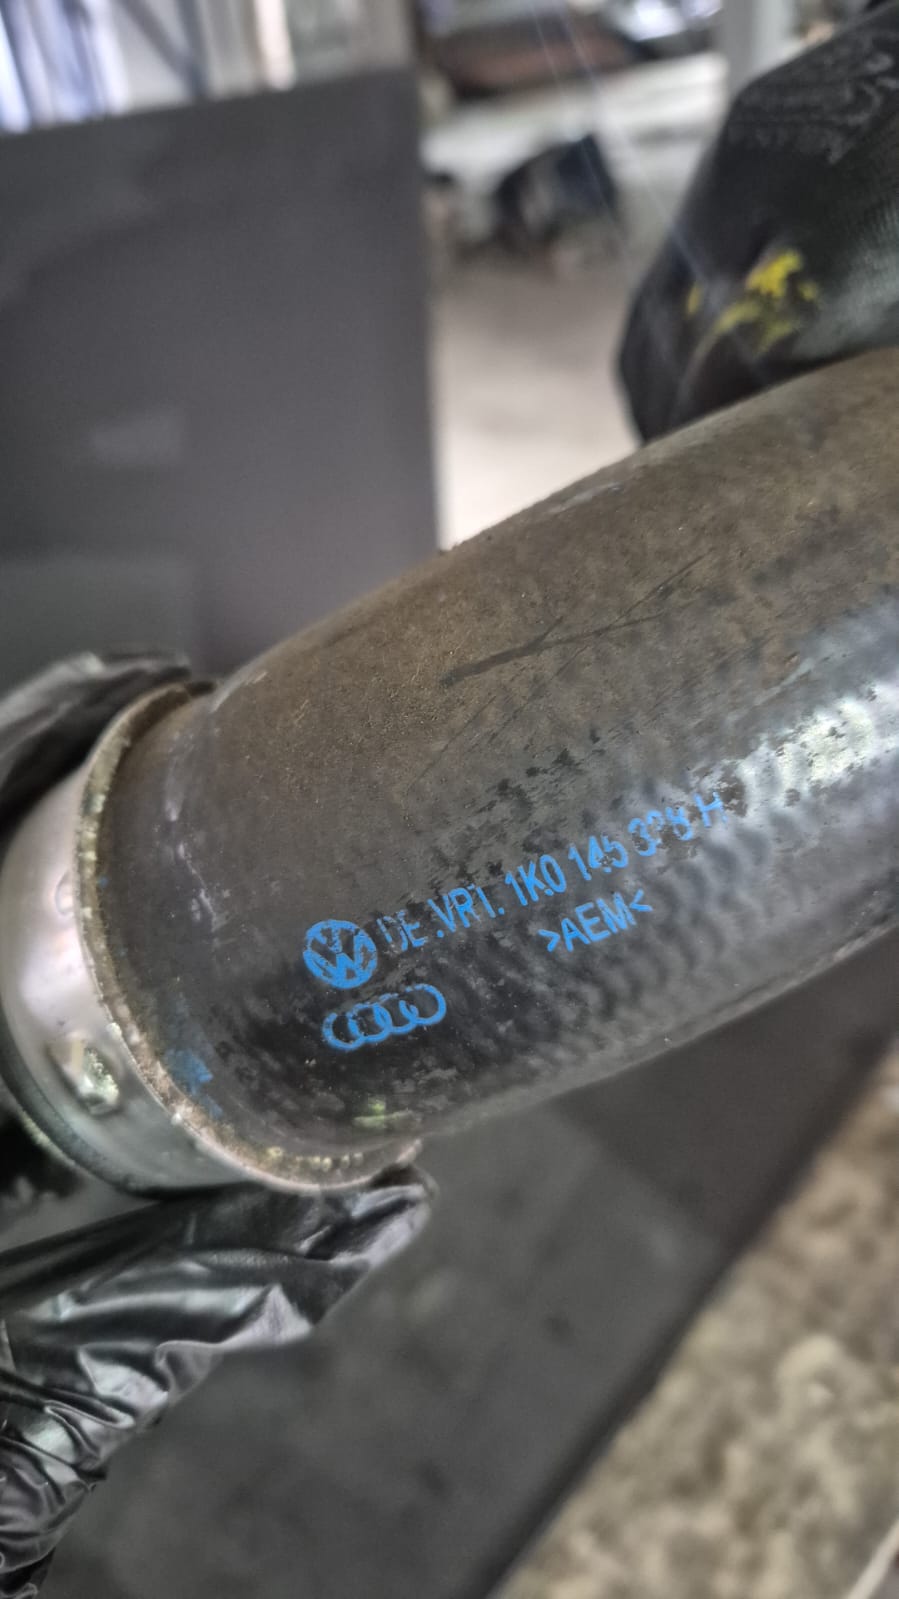 DE .VR1. 1K0 145 H
>AEM<